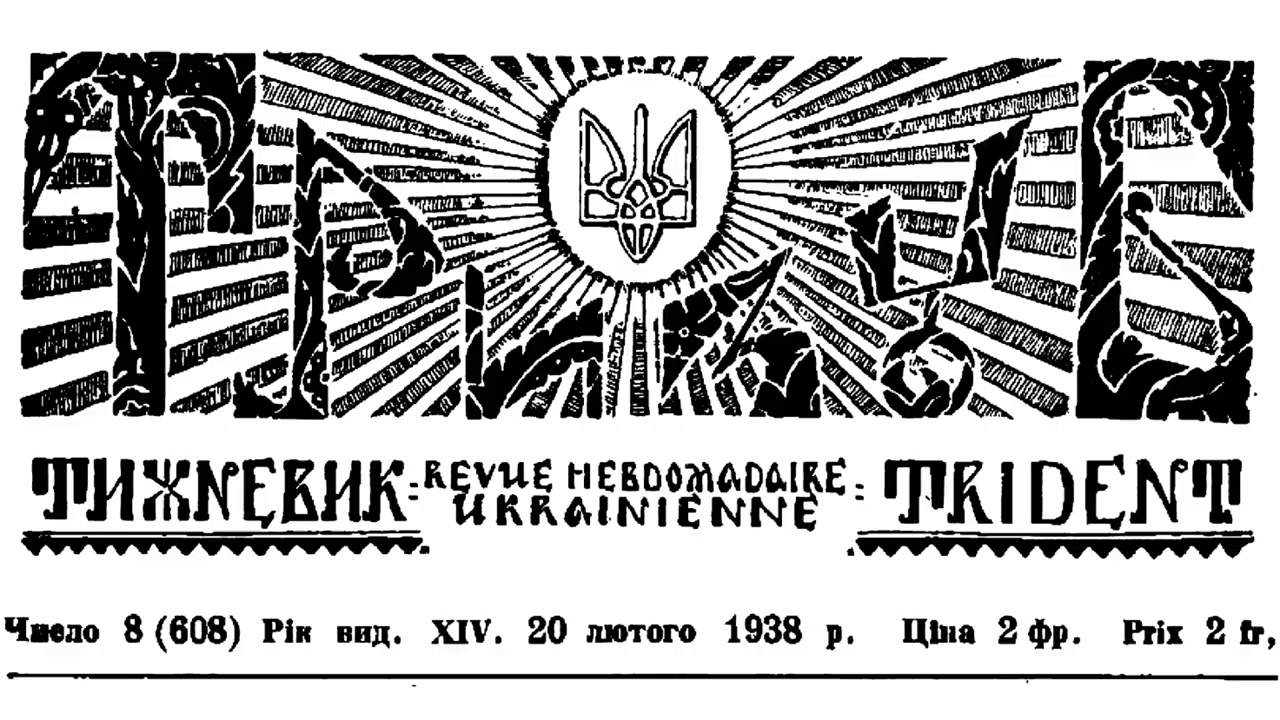 ТРИЗУБ
ТИЖНЕВИК: REVUE HEBDOMADAIRE UKRAINIENNE : TRIDENT
Число 8 (608) Рік вид. XIV. 20 лютого 1938 р. Ціна 2 фр. Prix 2 fr,